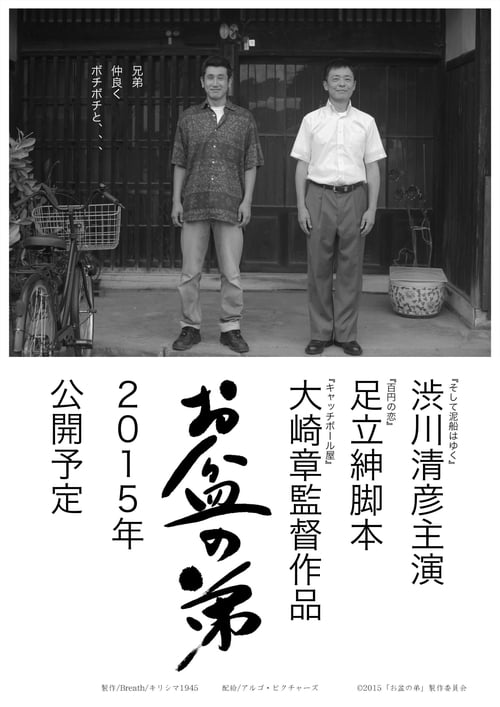 兄弟
仲良く
ボチボチと、、、
『そして泥船はゆく』
渋川清彦主演
『百円の恋』
足立紳脚本
『キャッチボール屋』
大崎章監督作品
お盆の弟
2015年
公開予定
製作/Breath/キリシマ1945
配給/アルゴ・ピクチャーズ
©2015「お盆の弟」製作委員会